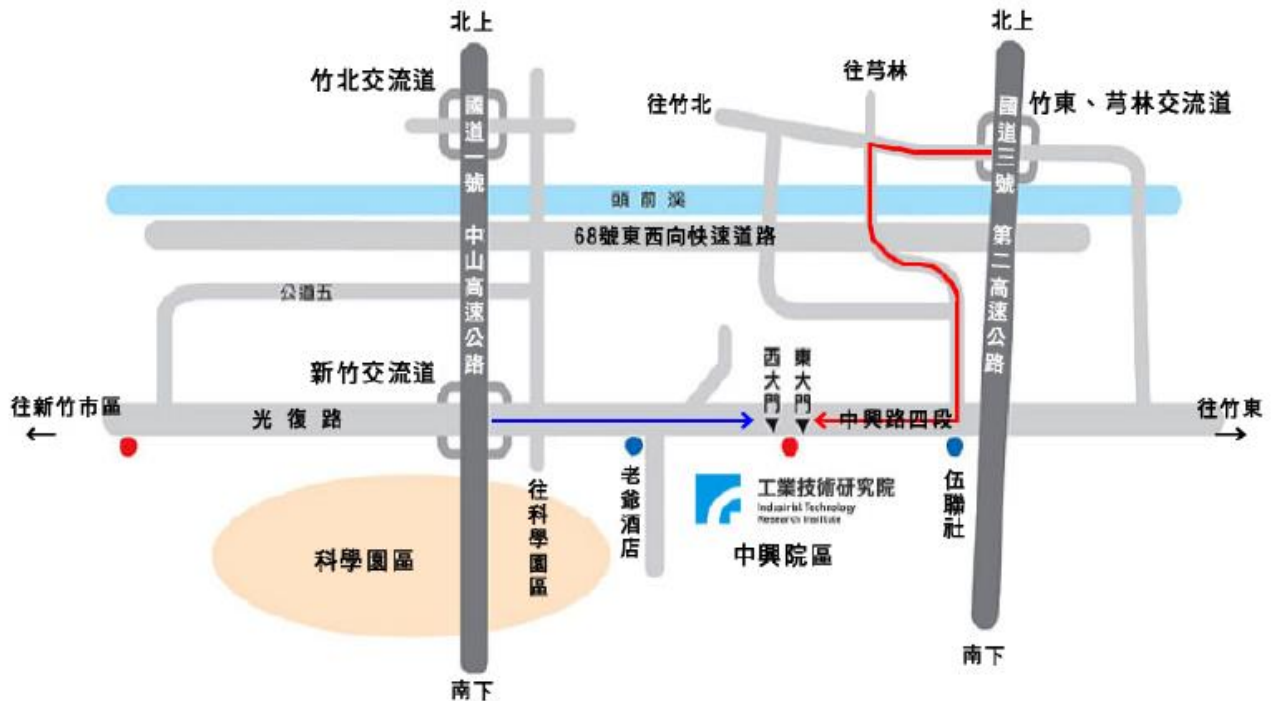 北上
北上
竹北交流道
往芎林
往竹北
竹東、芎林交流道
國道一號 中山高速公路
國道三號 第二高速公路
頭前溪
68號東西向快速道路
公道五
新竹交流道
西大門
東大門
往新竹市區
←
光復路
中興路四段
往竹東
→
老爺酒店
往科學園區
工業技術研究院
Industrial Technology
Research Institute
伍聯社
科學園區
中興院區
南下
南下